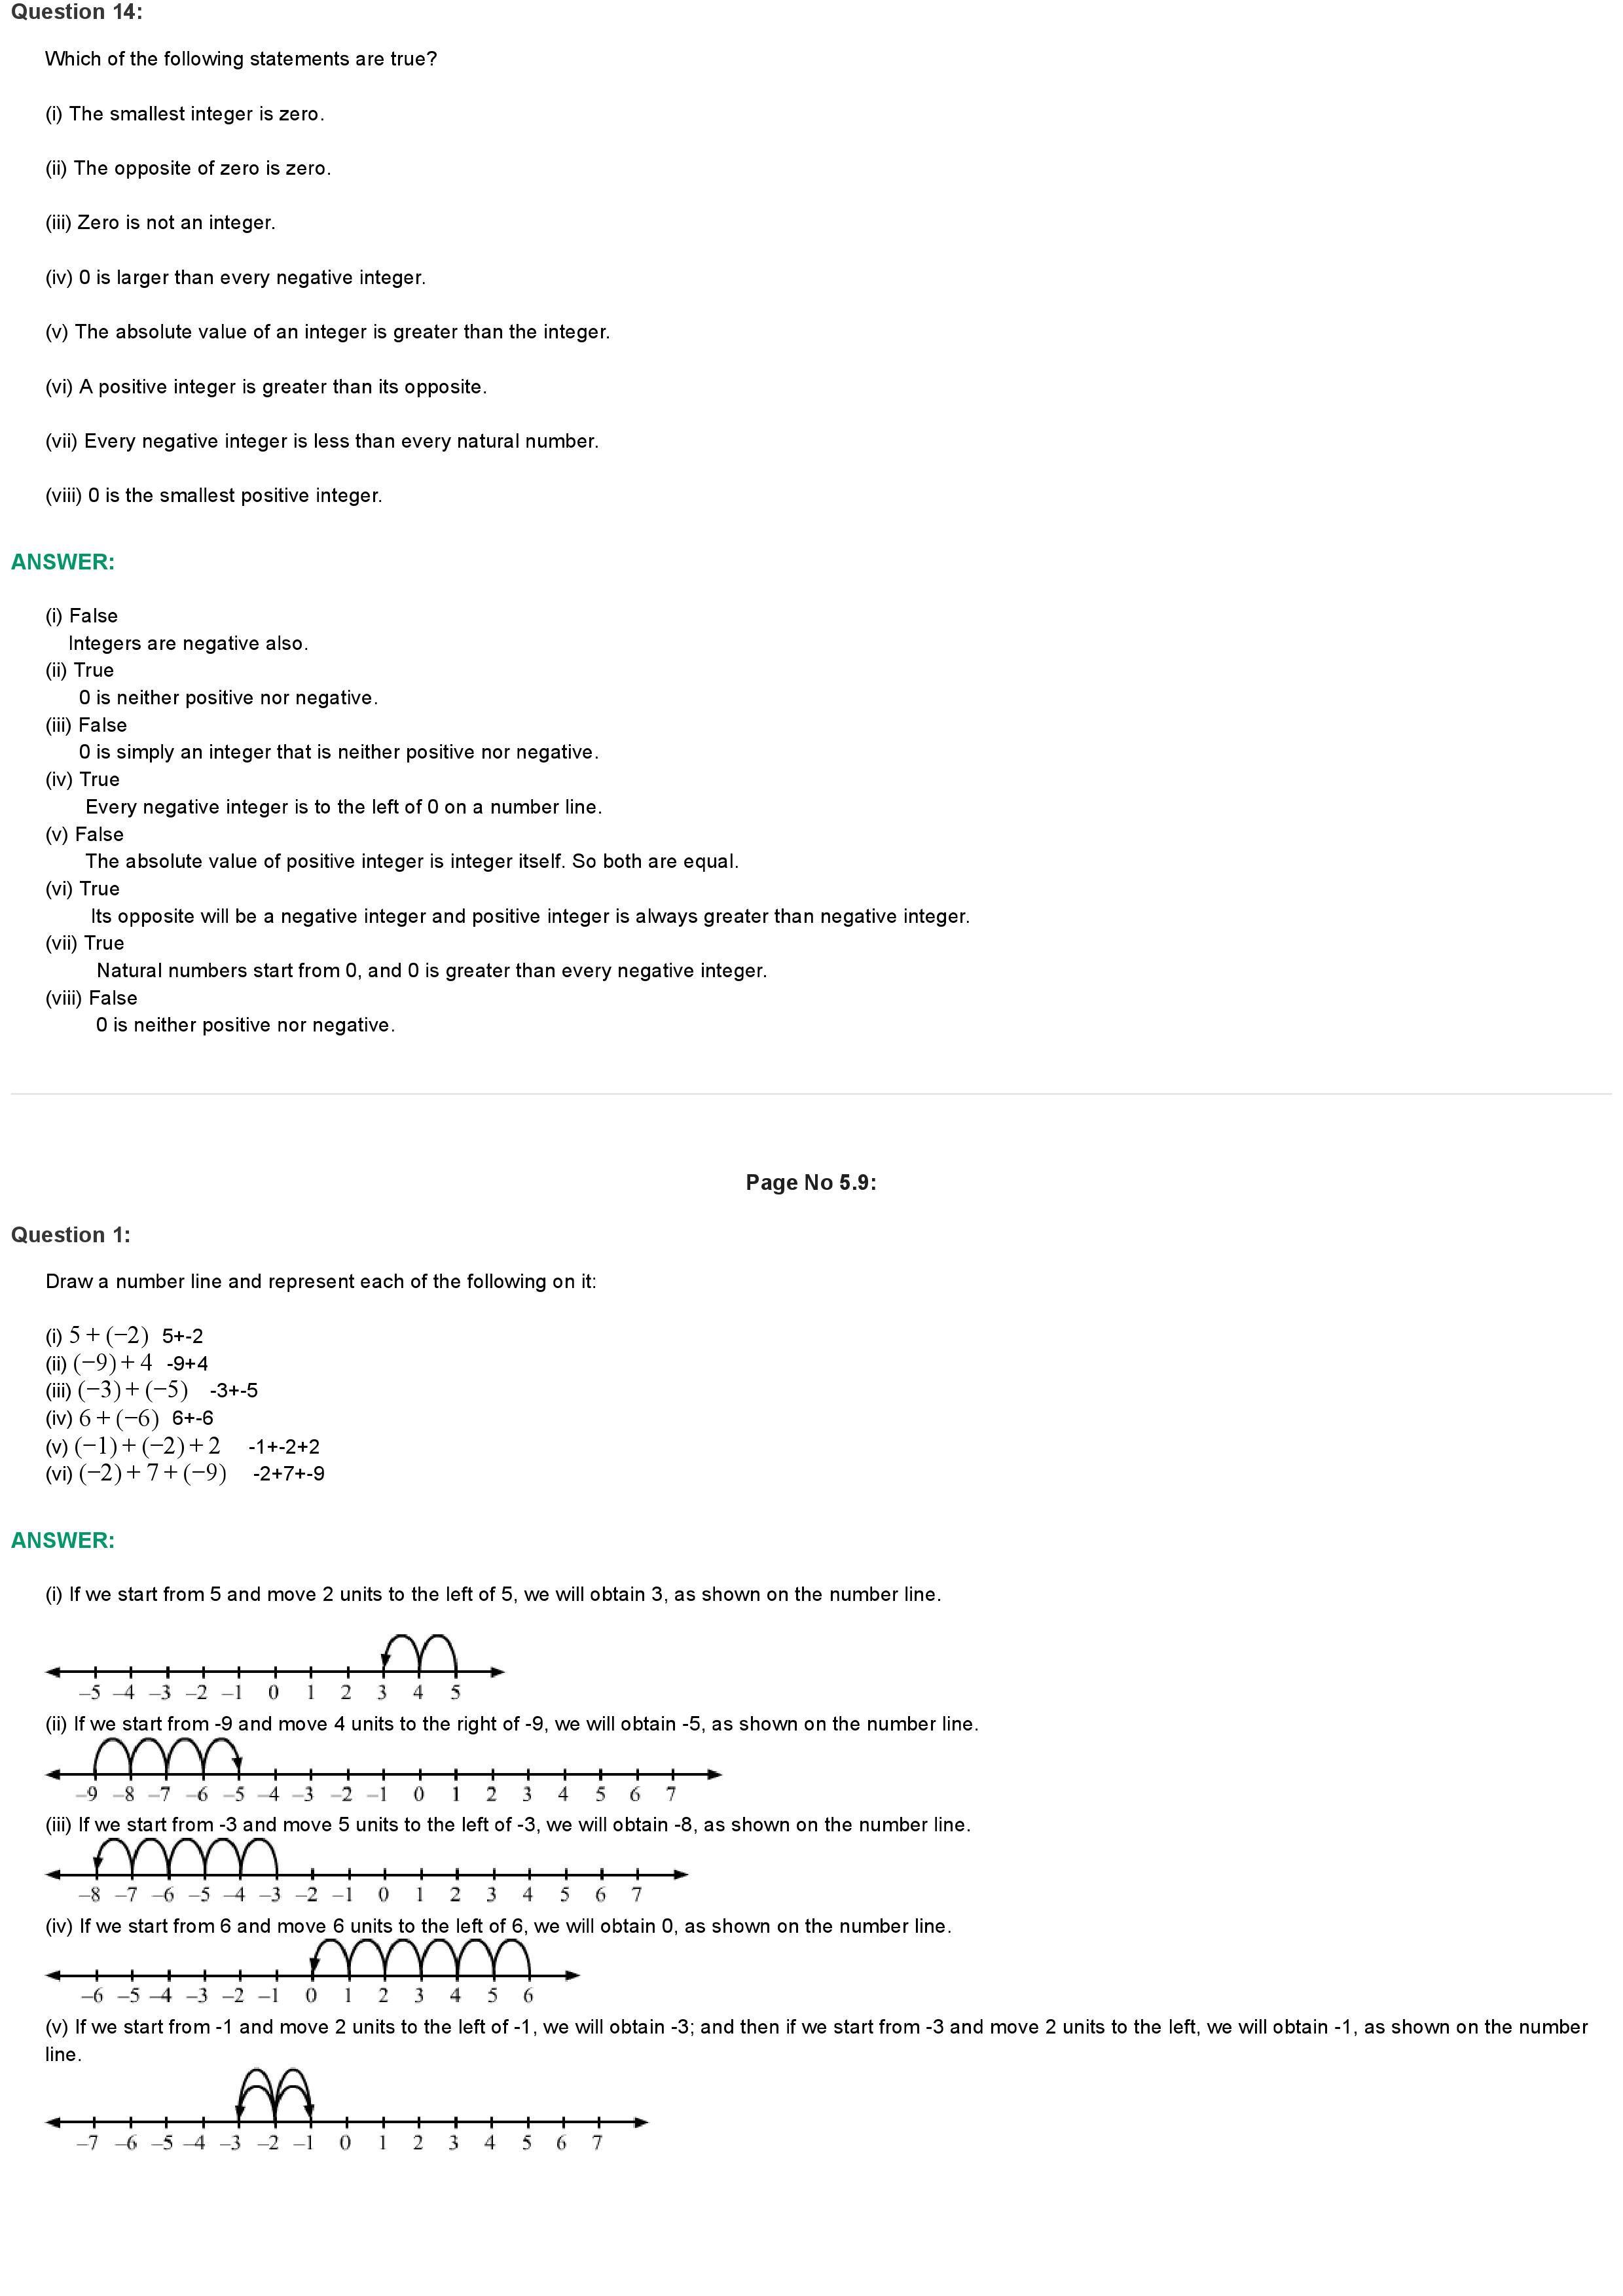 Question 14:
Which of the following statements are true?
(i) The smallest integer is zero.
(ii) The opposite of zero is zero.
(iii) Zero is not an integer.
(iv) 0 is larger than every negative integer.
(v) The absolute value of an integer is greater than the integer.
(vi) A positive integer is greater than its opposite.
(vii) Every negative integer is less than every natural number.
(viii) 0 is the smallest positive integer.
ANSWER:
(i) False
Integers are negative also.
(ii) True
0 is neither positive nor negative.
(iii) False
0 is simply an integer that is neither positive nor negative.
(iv) True
Every negative integer is to the left of 0 on a number line.
(v) False
The absolute value of positive integer is integer itself. So both are equal.
(vi) True
Its opposite will be a negative integer and positive integer is always greater than negative integer.
(vii) True
Natural numbers start from 0, and 0 is greater than every negative integer.
(viii) False
0 is neither positive nor negative.
Page No 5.9:
Question 1:
Draw a number line and represent each of the following on it:
(i) 5 + (−2) 5+-2
(ii) (−9) + 4 -9+4
(iii) (−3) + (−5) -3+-5
(iv) 6 + (−6) 6+-6
(v) (−1) + (−2) + 2 -1+-2+2
(vi) (−2) + 7 + (−9) -2+7+-9
ANSWER:
(i) If we start from 5 and move 2 units to the left of 5, we will obtain 3, as shown on the number line.
–5 –4 –3 –2 –1 0 1 2 3 4 5
(ii) If we start from -9 and move 4 units to the right of -9, we will obtain -5, as shown on the number line.
–9 –8 –7 –6 –5 –4 –3 –2 –1 0 1 2 3 4 5 6 7
(iii) If we start from -3 and move 5 units to the left of -3, we will obtain -8, as shown on the number line.
–8 –7 –6 –5 –4 –3 –2 –1 0 1 2 3 4 5 6 7
(iv) If we start from 6 and move 6 units to the left of 6, we will obtain 0, as shown on the number line.
–6 –5 –4 –3 –2 –1 0 1 2 3 4 5 6
(v) If we start from -1 and move 2 units to the left of -1, we will obtain -3; and then if we start from -3 and move 2 units to the left, we will obtain -1, as shown on the number
line.
–7 –6 –5 –4 –3 –2 –1 0 1 2 3 4 5 6 7